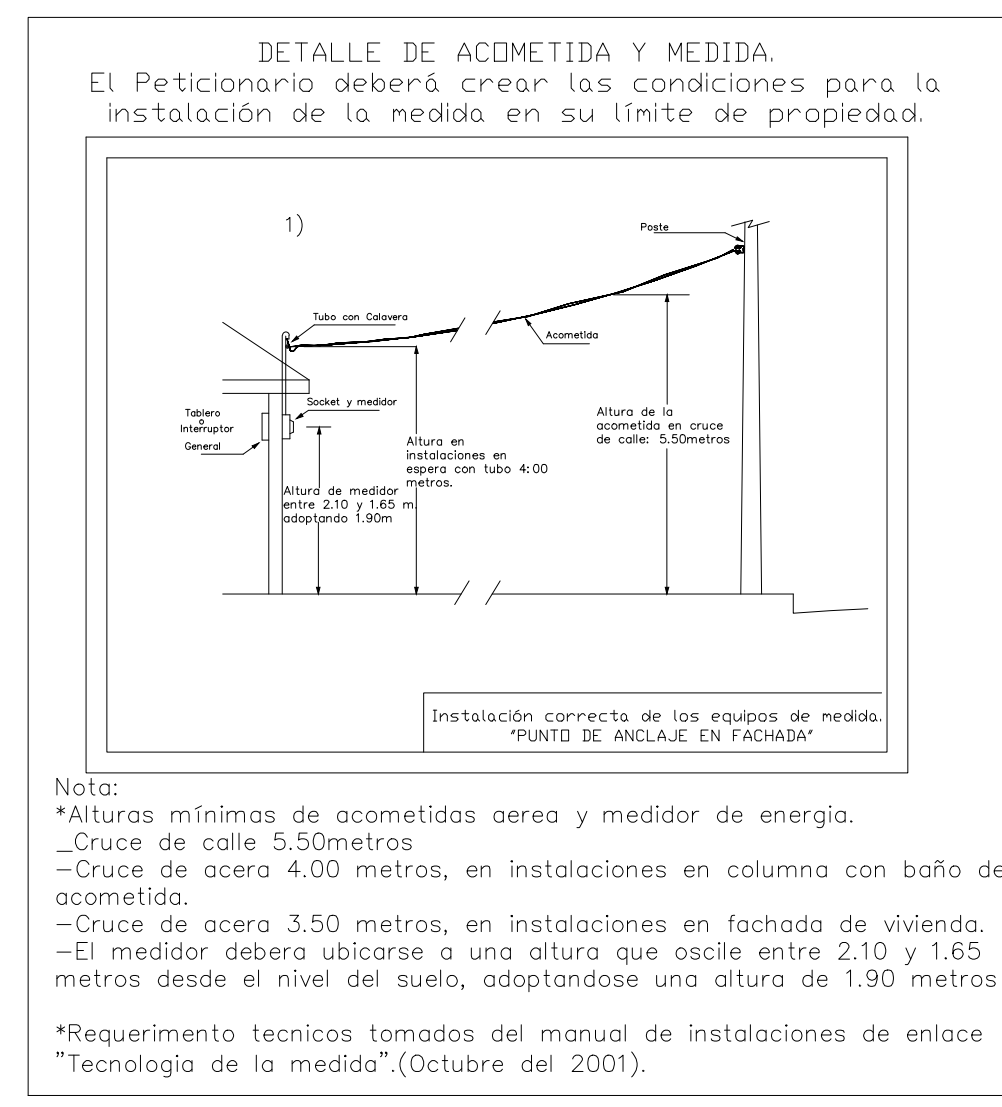 DETALLE DE ACOMETIDA Y MEDIDA.
El Peticionario deberá crear las condiciones para la
instalación de la medida en su límite de propiedad.
1)
Poste
Tubo con Calavera
Acometida
Socket y medidor
Tablero
o
Interruptor
General
Altura de la
acometida en cruce
de calle: 5.50metros
Altura en
instalaciones en
espera con tubo 4:00
metros.
Altura de medidor
entre 2.10 y 1.65 m.
adoptando 1.90m
Instalación correcta de los equipos de medida.
"PUNTO DE ANCLAJE EN FACHADA"
Nota:
*Alturas mínimas de acometidas aerea y medidor de energia.
_Cruce de calle 5.50metros
-Cruce de acera 4.00 metros, en instalaciones en columna con baño de
acometida.
-Cruce de acera 3.50 metros, en instalaciones en fachada de vivienda.
-El medidor debera ubicarse a una altura que oscile entre 2.10 y 1.65
metros desde el nivel del suelo, adoptandose una altura de 1.90 metros
*Requerimento tecnicos tomados del manual de instalaciones de enlace
"Tecnologia de la medida".(Octubre del 2001).